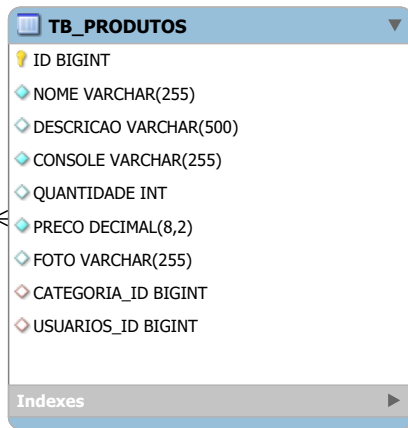 TB_PRODUTOS
ID BIGINT
NOME VARCHAR(255)
DESCRICAO VARCHAR(500)
CONSOLE VARCHAR(255)
QUANTIDADE INT
PRECO DECIMAL(8,2)
FOTO VARCHAR(255)
CATEGORIA_ID BIGINT
USUARIOS_ID BIGINT
Indexes